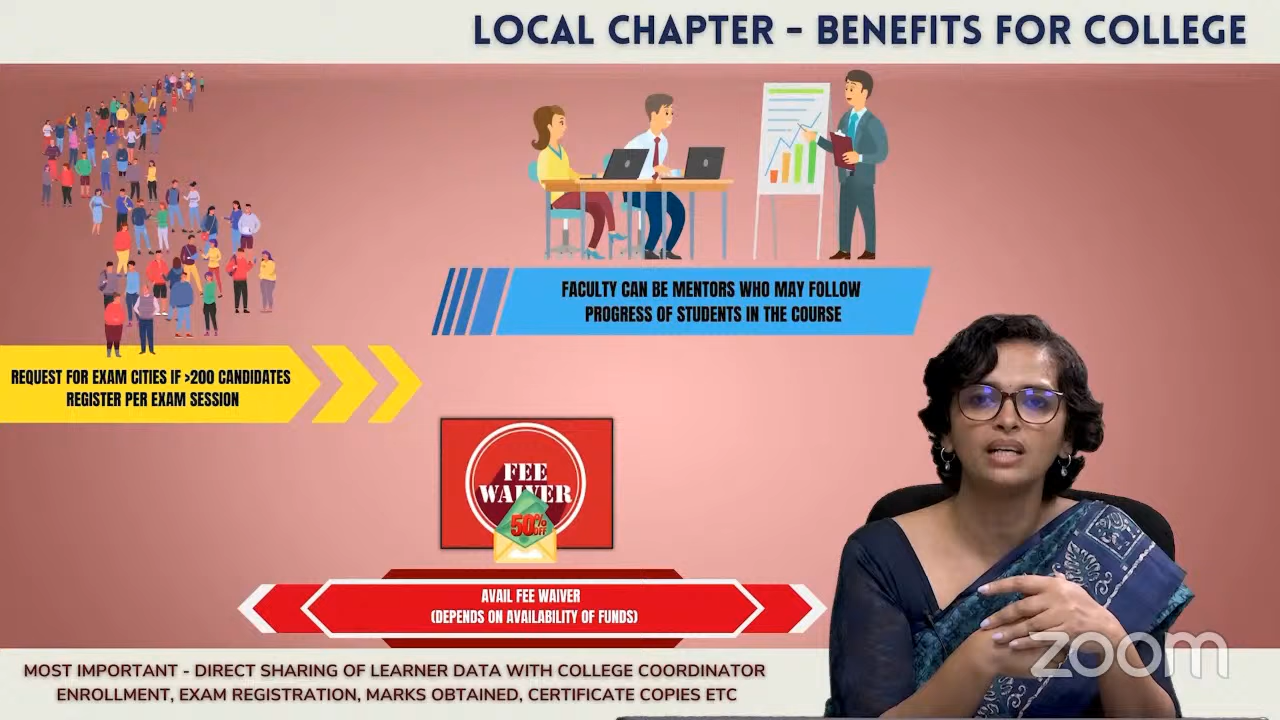 LOCAL CHAPTER - BENEFITS FOR COLLEGE
FACULTY CAN BE MENTORS WHO MAY FOLLOW
PROGRESS OF STUDENTS IN THE COURSE
REQUEST FOR EXAM CITIES IF >200 CANDIDATES
REGISTER PER EXAM SESSION
FEE
WAIVER
50%
OFF
AVAIL FEE WAIVER
(DEPENDS ON AVAILABILITY OF FUNDS)
MOST IMPORTANT - DIRECT SHARING OF LEARNER DATA WITH COLLEGE COORDINATOR
ENROLLMENT, EXAM REGISTRATION, MARKS OBTAINED, CERTIFICATE COPIES ETC
zoom